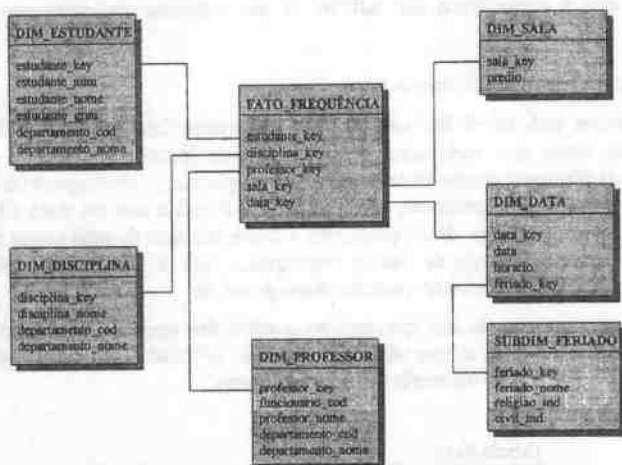 DIM_ESTUDANTE
estudante_key
estudante_num
estudante_nome
estudante_grau
departamento_cod
departamento_nome
FATO_FREQUÊNCIA
estudante_key
disciplina_key
professor_key
sala_key
data_key
DIM_SALA
sala_key
predio
DIM_DATA
data_key
data
horario
feriado_key
DIM_DISCIPLINA
disciplina_key
disciplina_nome
departamento_cod
departamento_nome
DIM_PROFESSOR
professor_key
funcionario_cod
professor_nome
departamento_cod
departamento_nome
SUBDIM_FERIADO
feriado_key
feriado_nome
religião_ind
civil_ind